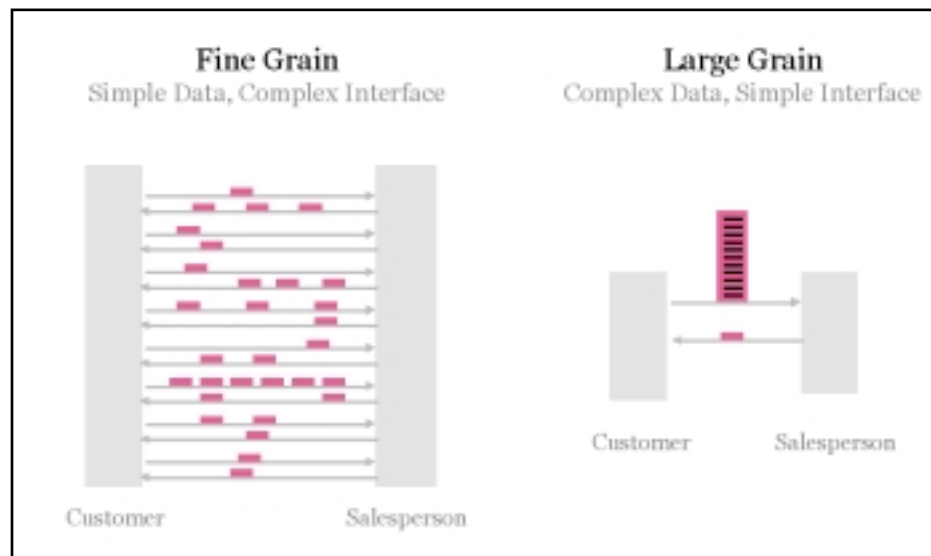 Fine Grain
Simple Data, Complex Interface
Large Grain
Complex Data, Simple Interface
Customer
Salesperson
Customer
Salesperson